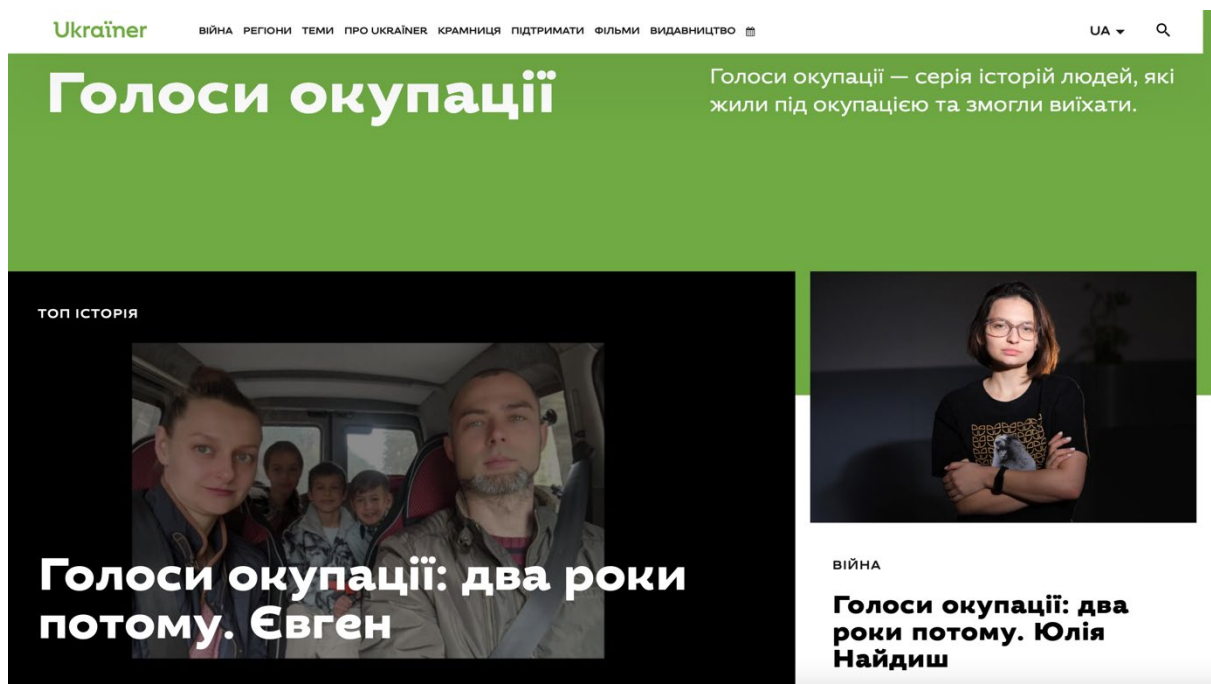 Ukraïner
ВІЙНА РЕГІОНИ ТЕМИ ПРО UKRAÏNER КРАМНИЦЯ ПІДТРИМАТИ ФІЛЬМИ ВИДАВНИЦТВО
UA
Голоси окупації
Голоси окупації — серія історій людей, які
жили під окупацією та змогли виїхати.
ТОП ІСТОРІЯ
Голоси окупації: два роки
потому. Євген
ВІЙНА
Голоси окупації: два
роки потому. Юлія
Найдиш